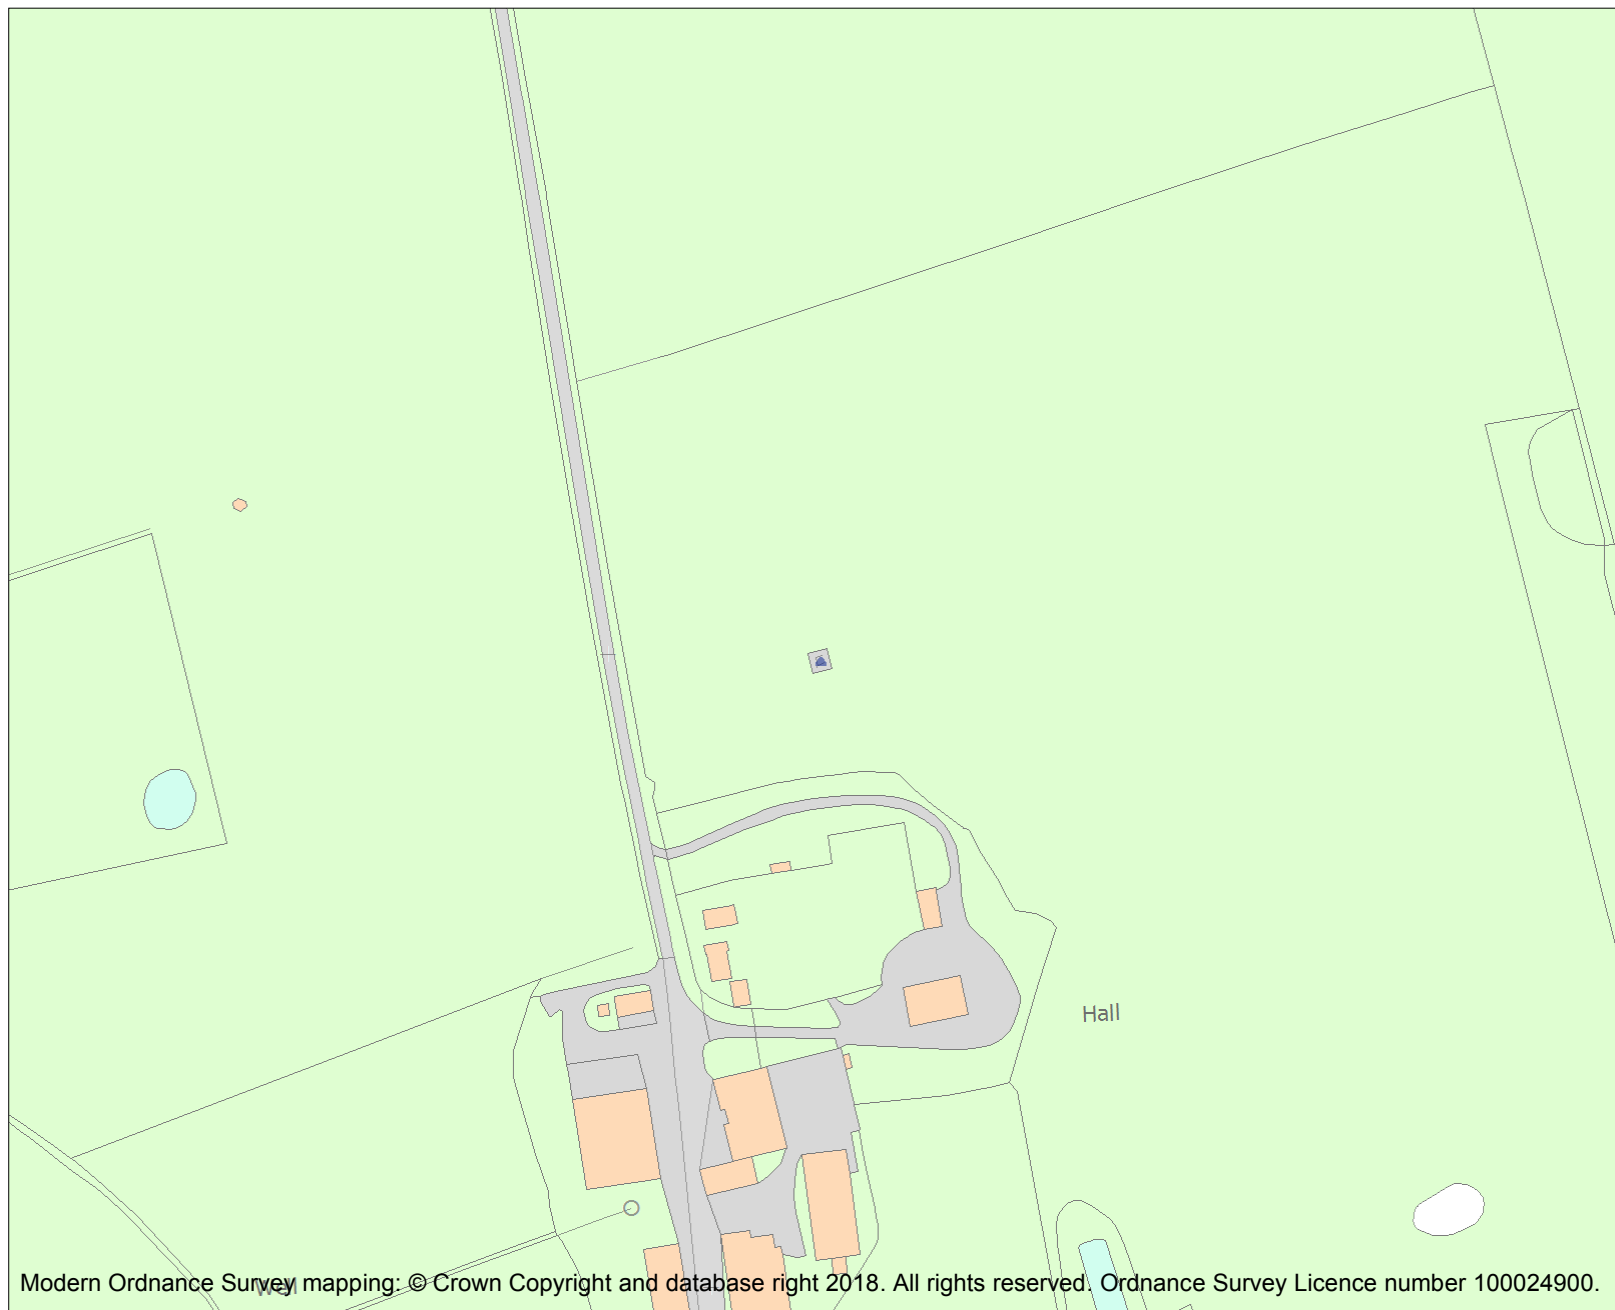 Hall
Well
Modern Ordnance Survey mapping: © Crown Copyright and database right 2018. All rights reserved. Ordnance Survey Licence number 100024900.